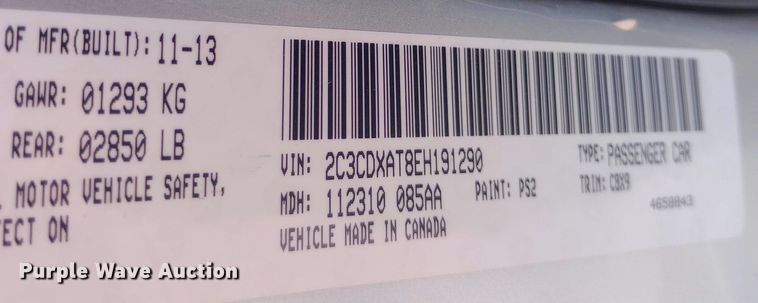 OF MFR(BUILT): 11-13
GAWR: 01293 KG
REAR: 02850 LB
MOTOR VEHICLE SAFETY,
ECT ON
VIN: 2C3CDXAT8EH191290 TYPE: PASSENGER CAR
MDH: 112310 085AA PAINT: PS2 TRIM: CBX9
4658843
VEHICLE MADE IN CANADA
Purple Wave Auction